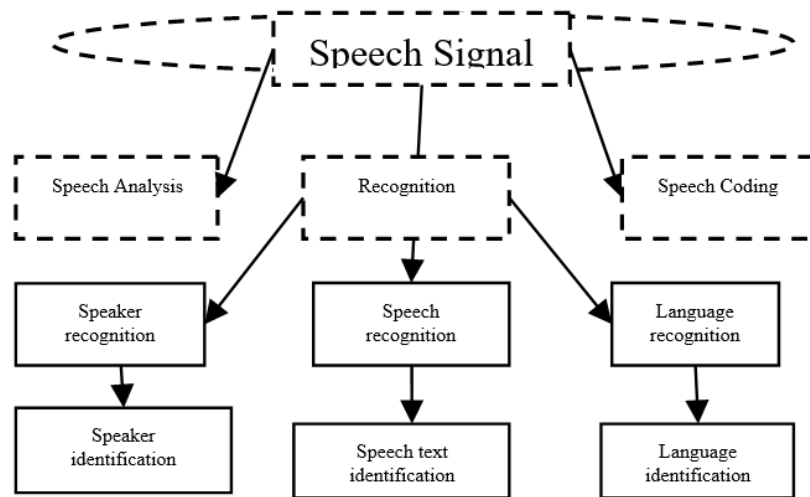 Speech Signal
Speech Analysis
Recognition
Speech Coding
Speaker
recognition
Speech
recognition
Language
recognition
Speaker
identification
Speech text
identification
Language
identification